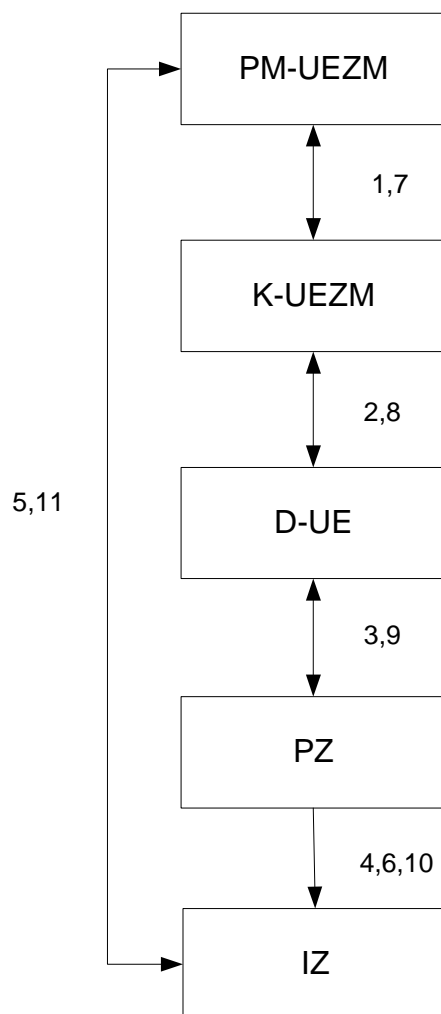 PM-UEZM
1,7
K-UEZM
2,8
5,11
D-UE
3,9
PZ
4,6,10
IZ